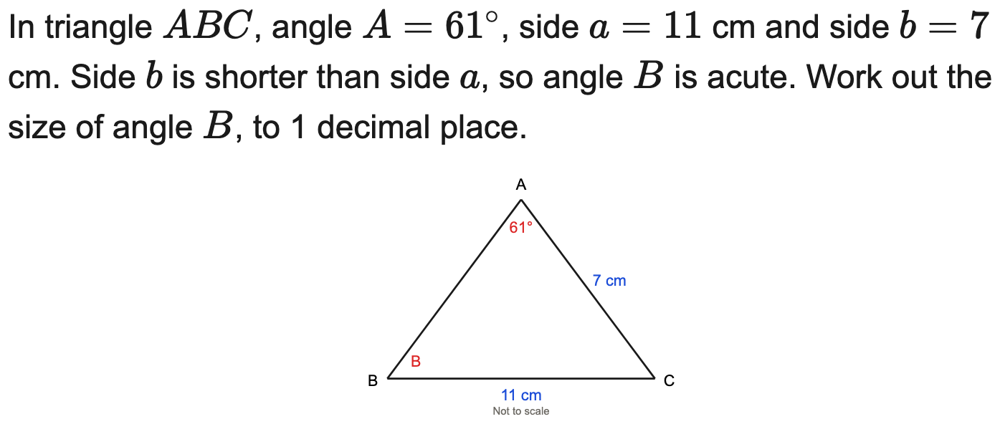 In triangle ABC, angle A = 61°, side a = 11 cm and side b = 7
cm. Side b is shorter than side a, so angle B is acute. Work out the
size of angle B, to 1 decimal place.
A
61°
7 cm
B
B
C
11 cm
Not to scale